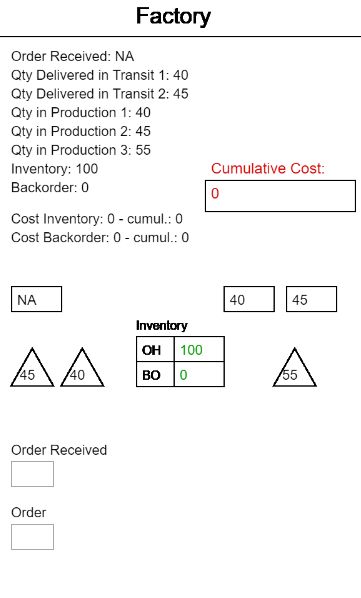 Factory
Order Received: NA
Qty Delivered in Transit 1: 40
Qty Delivered in Transit 2: 45
Qty in Production 1: 40
Qty in Production 2: 45
Qty in Production 3: 55
Inventory: 100
Backorder: 0
Cumulative Cost:
0
Cost Inventory: 0 - cumul.: 0
Cost Backorder: 0 - cumul.: 0
NA
40
45
Inventory
OH 100
BO 0
45
40
55
Order Received
Order